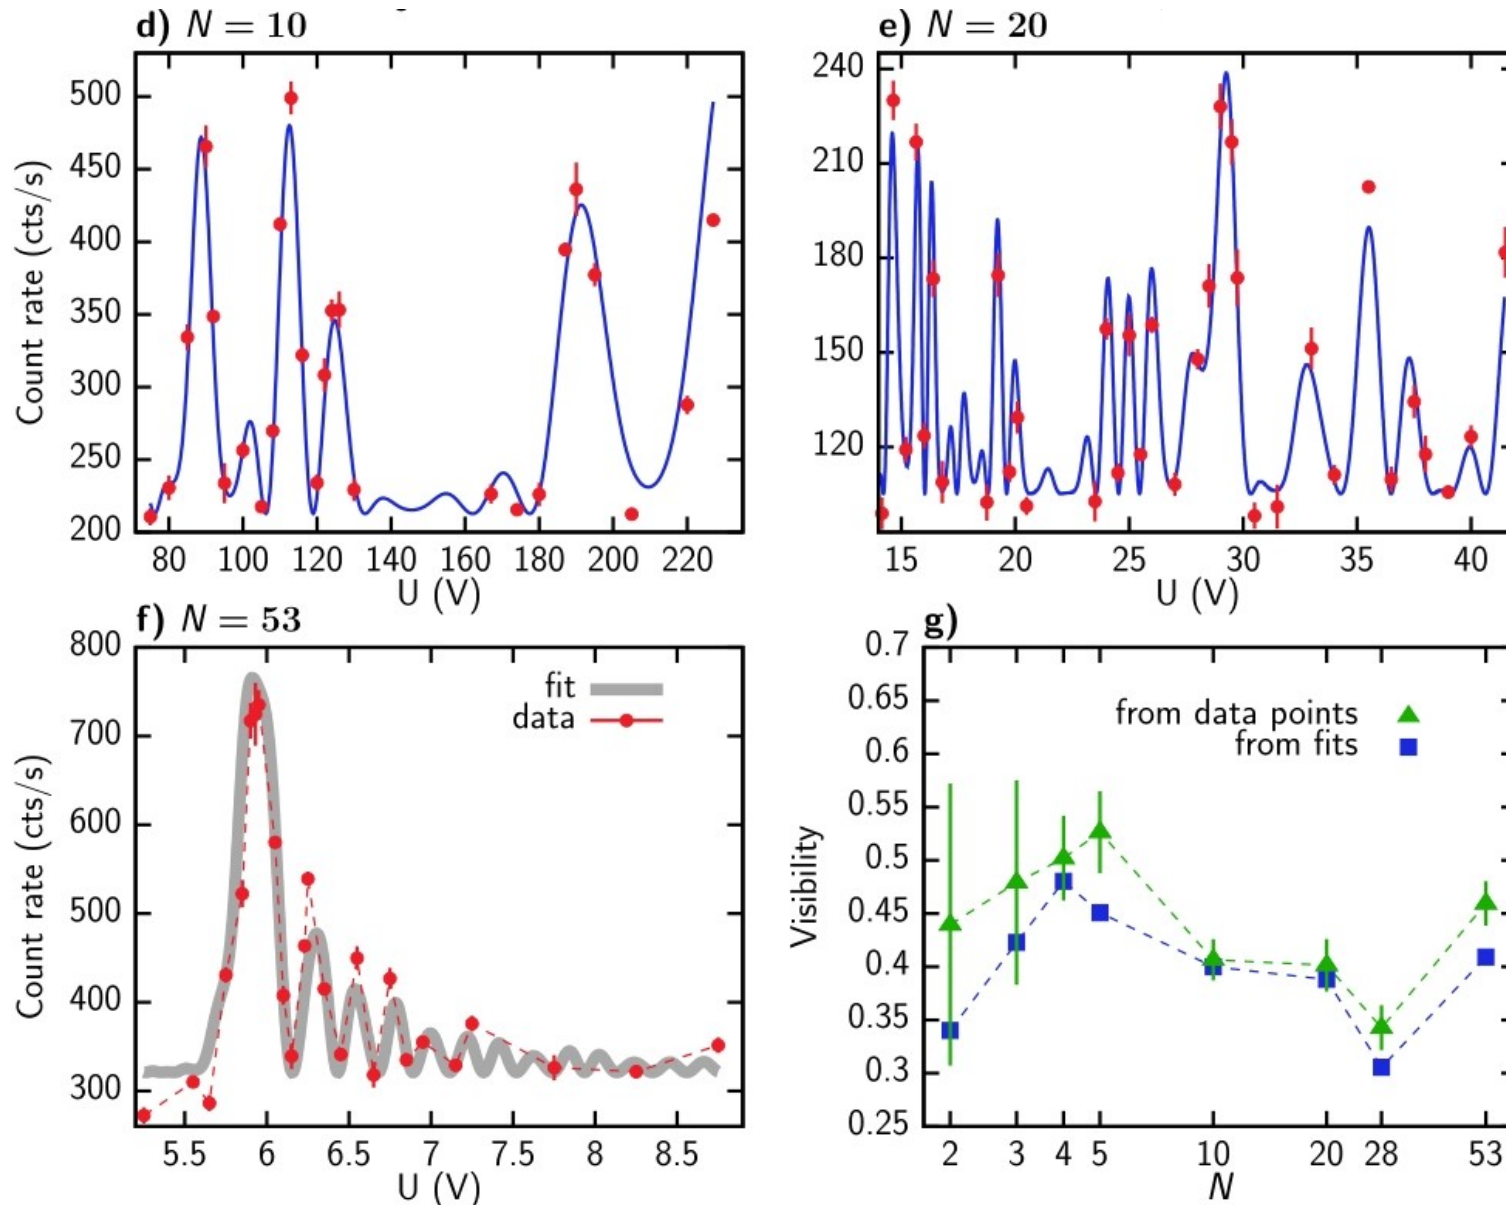 d) N = 10
500
450
400
350
300
250
200
Count rate (cts/s)
80 100 120 140 160 180 200 220
U (V)
e) N = 20
240
210
180
150
120
15 20 25 30 35 40
U (V)
f) N = 53
800
700
600
500
400
300
Count rate (cts/s)
fit
data
5.5 6 6.5 7 7.5 8 8.5
U (V)
g)
0.7
0.65
0.6
0.55
0.5
0.45
0.4
0.35
0.3
0.25
Visibility
from data points
from fits
2 3 4 5 10 20 28 53
N